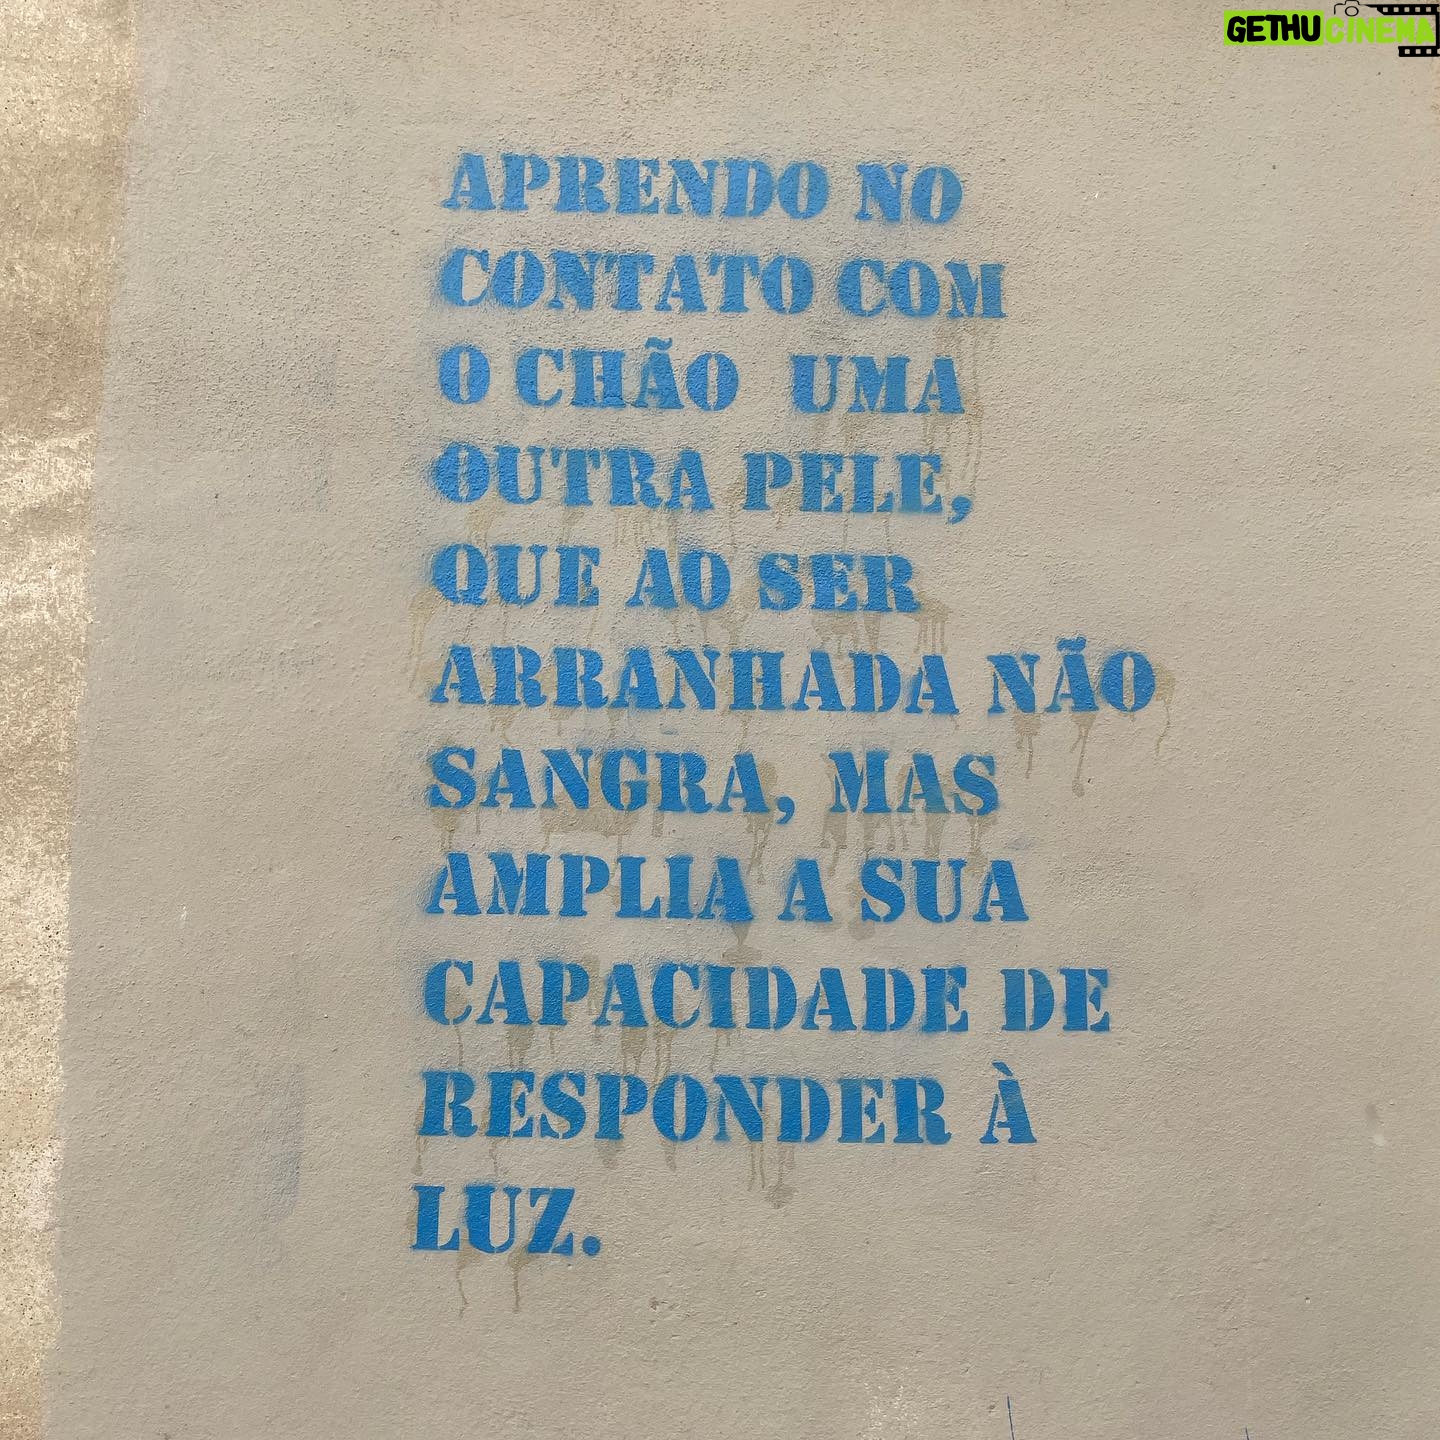 GETHU CINEMA
APRENDO NO
CONTATO COM
O CHÃO UMA
OUTRA PELE,
QUE AO SER
ARRANHADA NÃO
SANGRA, MAS
AMPLIA A SUA
CAPACIDADE DE
RESPONDER À
LUZ.